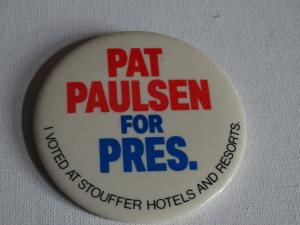 PAT
PAULSEN
FOR
PRES.
I VOTED AT STOUFFER HOTELS AND RESORTS.